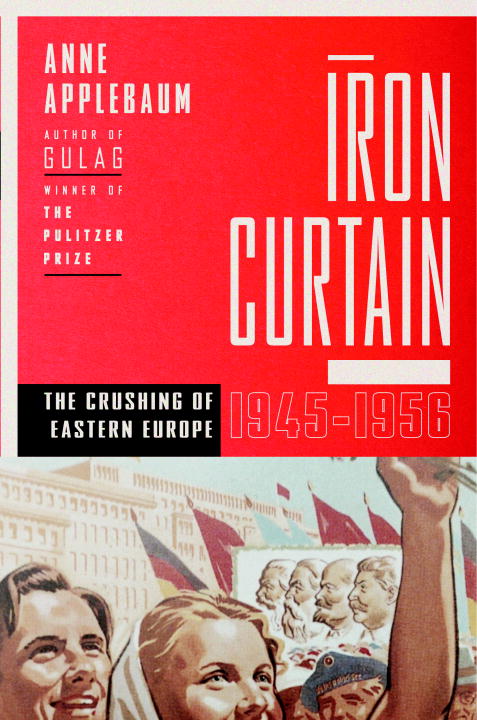 ANNE
APPLEBAUM
AUTHOR OF
GULAG
WINNER OF
THE
PULITZER
PRIZE
IRON
CURTAIN
THE CRUSHING OF
EASTERN EUROPE
1945-1956